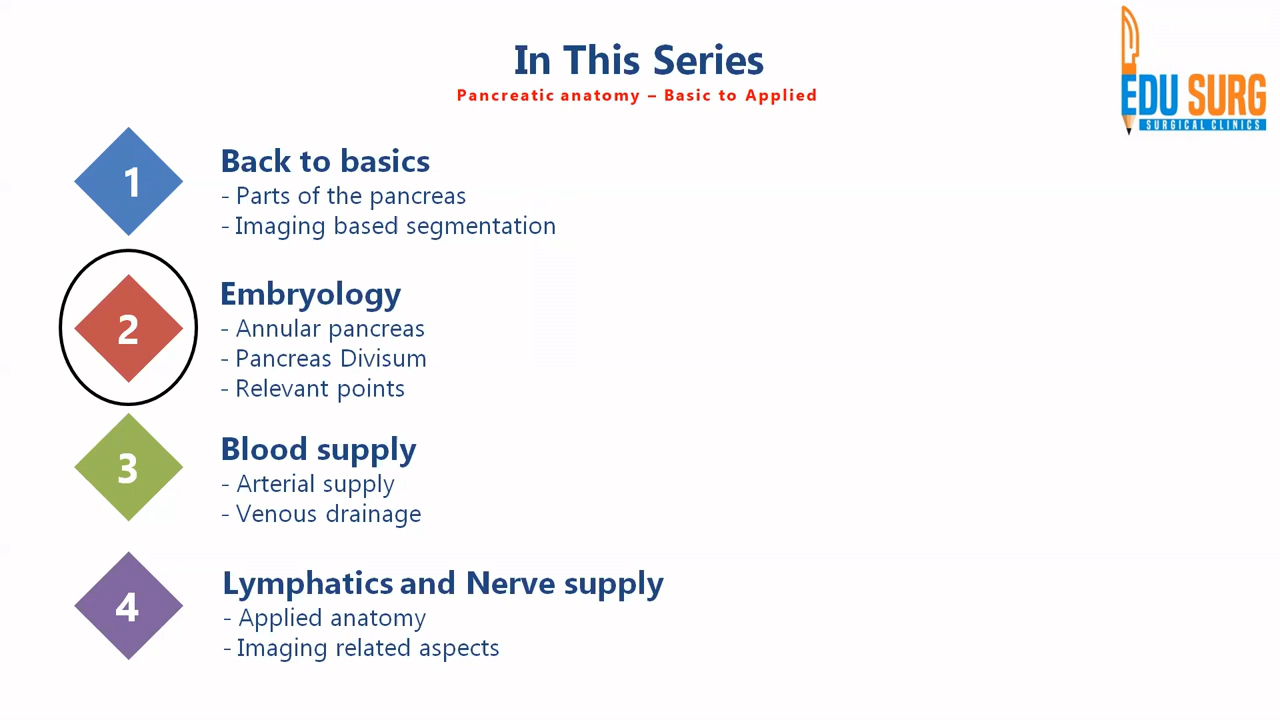 In This Series
Pancreatic anatomy – Basic to Applied
EDU SURG
SURGICAL CLINICS
1
Back to basics
- Parts of the pancreas
- Imaging based segmentation
2
Embryology
- Annular pancreas
- Pancreas Divisum
- Relevant points
3
Blood supply
- Arterial supply
- Venous drainage
4
Lymphatics and Nerve supply
- Applied anatomy
- Imaging related aspects